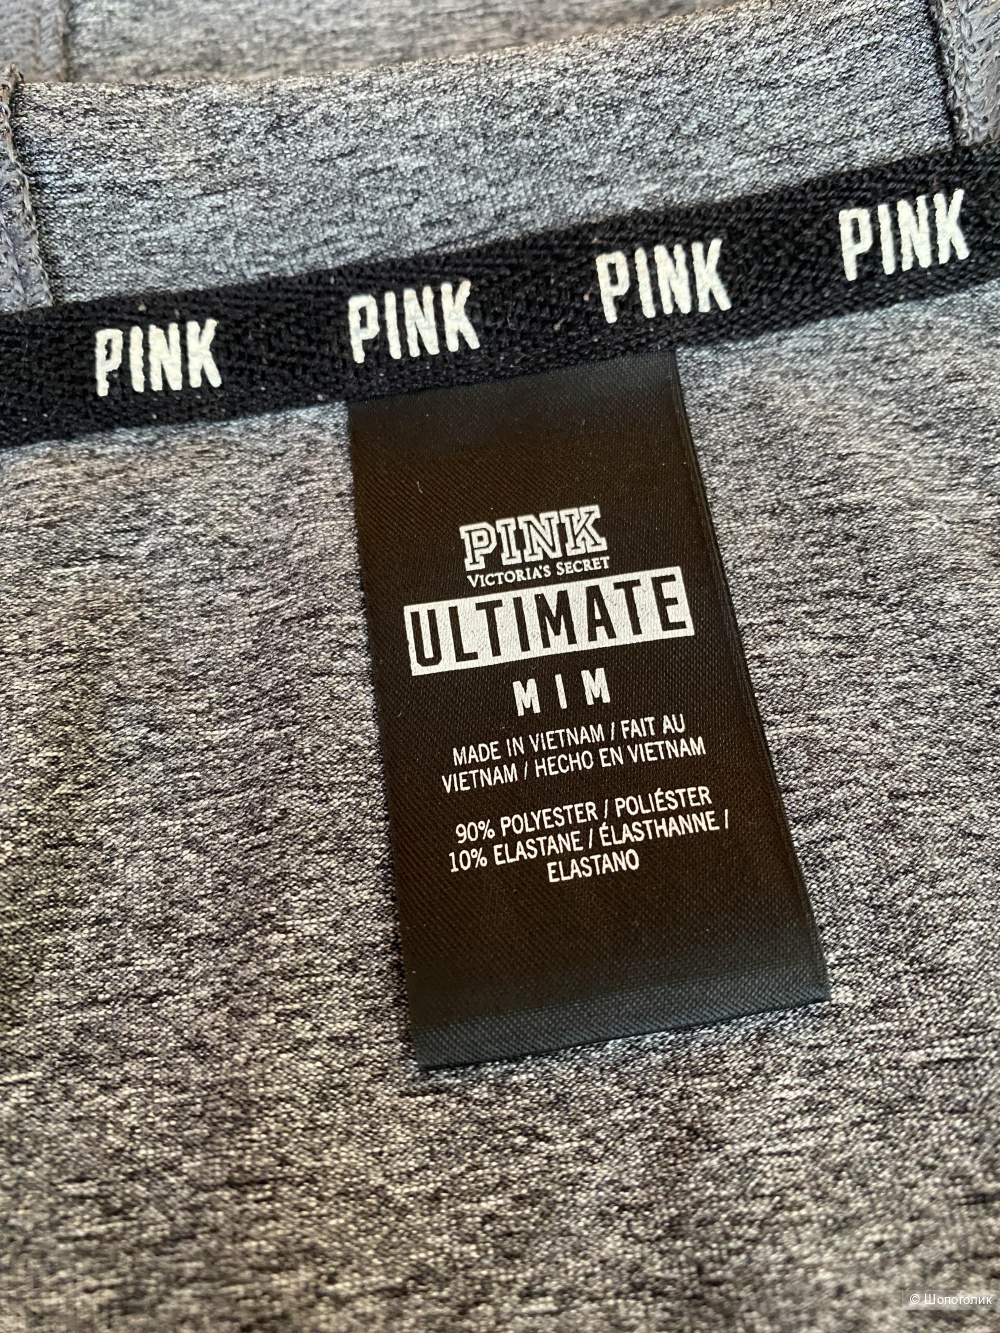 PINK PINK PINK PINK
PINK
VICTORIA'S SECRET
ULTIMATE
M I M
MADE IN VIETNAM / FAIT AU
VIETNAM / HECHO EN VIETNAM
90% POLYESTER / POLIÉSTER
10% ELASTANE / ÉLASTHANNE /
ELASTANO
© Шопоголик